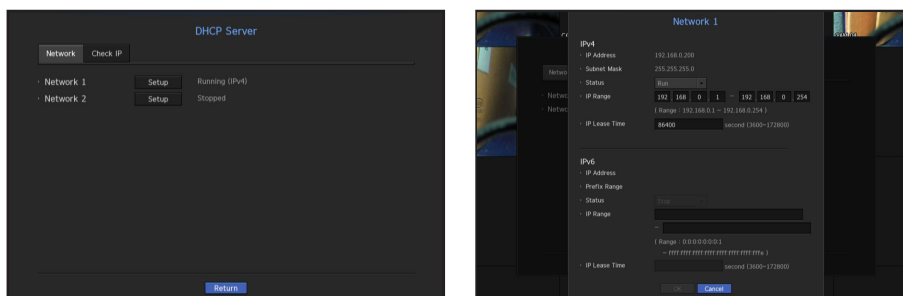 DHCP Server
Network Check IP
· Network 1 Setup Running (IPv4)
· Network 2 Setup Stopped
Return
Network 1
IPv4
· IP Address 192.168.0.200
· Subnet Mask 255.255.255.0
· Status Run
· IP Range 192 168 0 1 ~ 192 168 0 254
( Range : 192.168.0.1 ~ 192.168.0.254 )
· IP Lease Time 86400 second (3600~172800)
IPv6
· IP Address
· Prefix Range
· Status Stop
· IP Range
~
( Range : 0:0:0:0:0:0:0:1
~ ffff:ffff:ffff:ffff:ffff:ffff:ffff:fffe )
· IP Lease Time second (3600~172800)
OK Cancel
Netwo
· Netwo
· Netwo